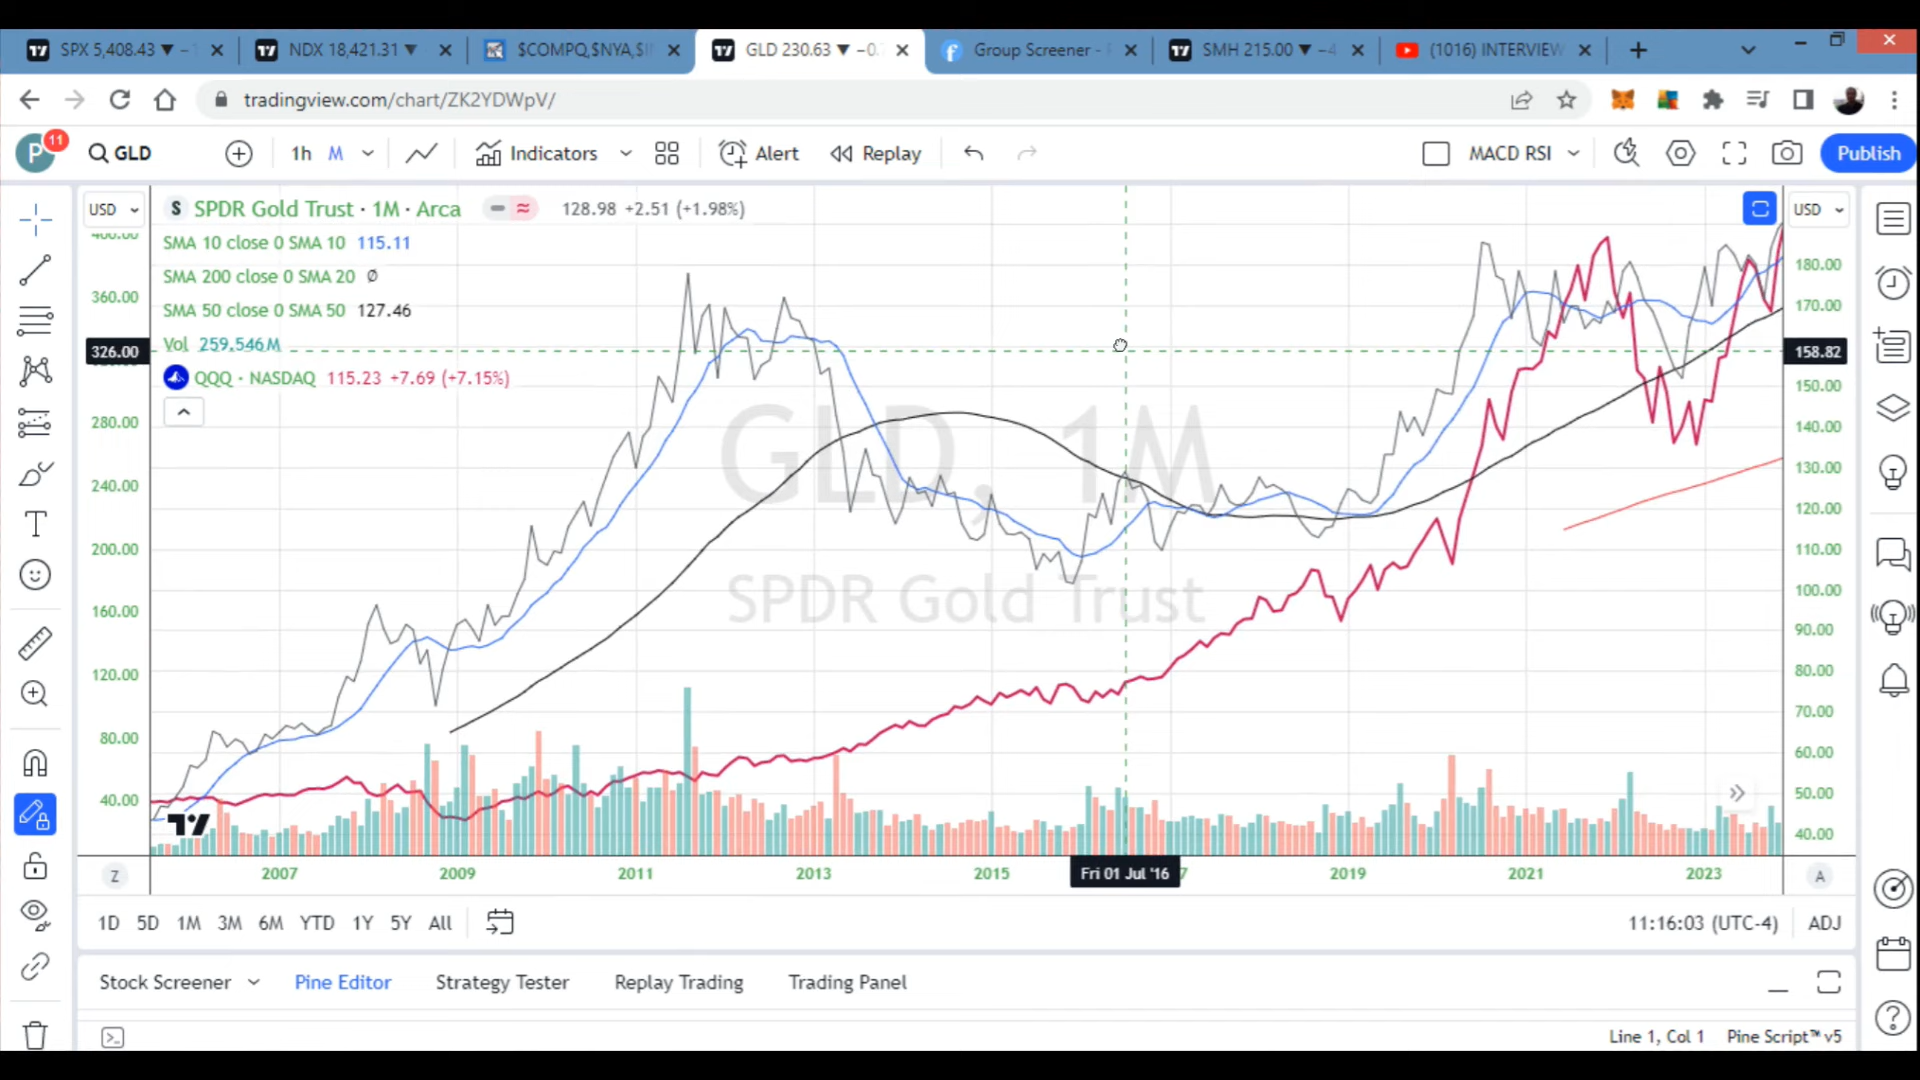 SPX 5,408.43 ▼ −
NDX 18,421.31 ▼
$COMPQ,$NYA,$I
GLD 230.63 ▼ −0.
Group Screener -
SMH 215.00 ▼ −4
(1016) INTERVIEW
tradingview.com/chart/ZK2YDWpV/
P 11
GLD
1h M
Indicators
Alert
Replay
MACD RSI
Publish
USD
S SPDR Gold Trust · 1M · Arca 128.98 +2.51 (+1.98%)
USD
SMA 10 close 0 SMA 10 115.11
SMA 200 close 0 SMA 20 Ø
SMA 50 close 0 SMA 50 127.46
Vol 259.546M
QQQ · NASDAQ 115.23 +7.69 (+7.15%)
400.00
360.00
326.00
280.00
240.00
200.00
160.00
120.00
80.00
40.00
GLD, 1M
SPDR Gold Trust
180.00
170.00
158.82
150.00
140.00
130.00
120.00
110.00
100.00
90.00
80.00
70.00
60.00
50.00
40.00
Z
2007
2009
2011
2013
2015
Fri 01 Jul '16
7
2019
2021
2023
A
1D 5D 1M 3M 6M YTD 1Y 5Y All
11:16:03 (UTC-4) ADJ
Stock Screener
Pine Editor
Strategy Tester
Replay Trading
Trading Panel
Line 1, Col 1 Pine Script™ v5